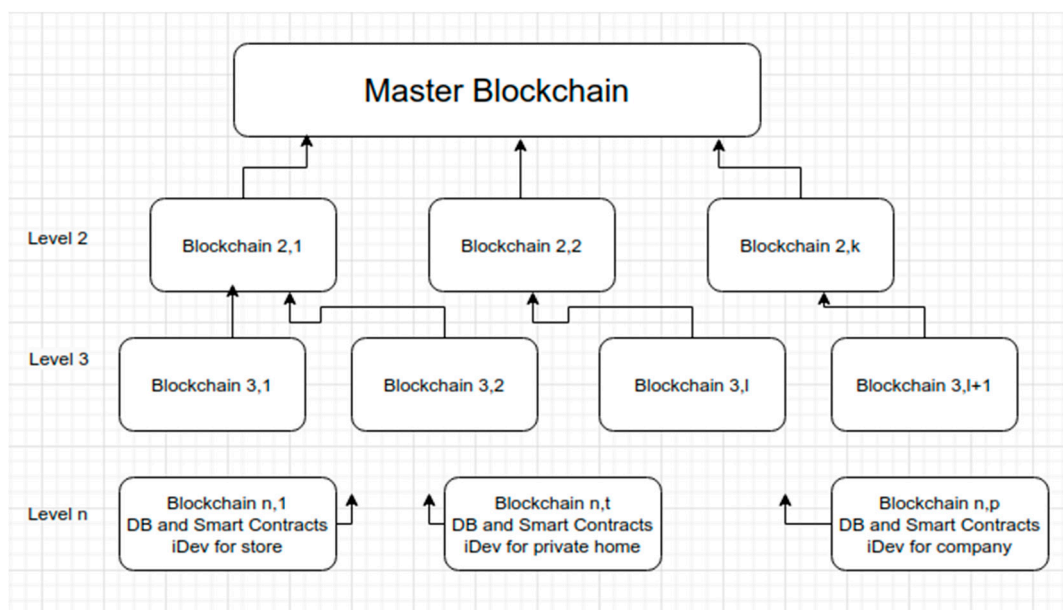 Master Blockchain
Level 2
Blockchain 2,1
Blockchain 2,2
Blockchain 2,k
Level 3
Blockchain 3,1
Blockchain 3,2
Blockchain 3,l
Blockchain 3,l+1
Level n
Blockchain n,1
DB and Smart Contracts
iDev for store
Blockchain n,t
DB and Smart Contracts
iDev for private home
Blockchain n,p
DB and Smart Contracts
iDev for company